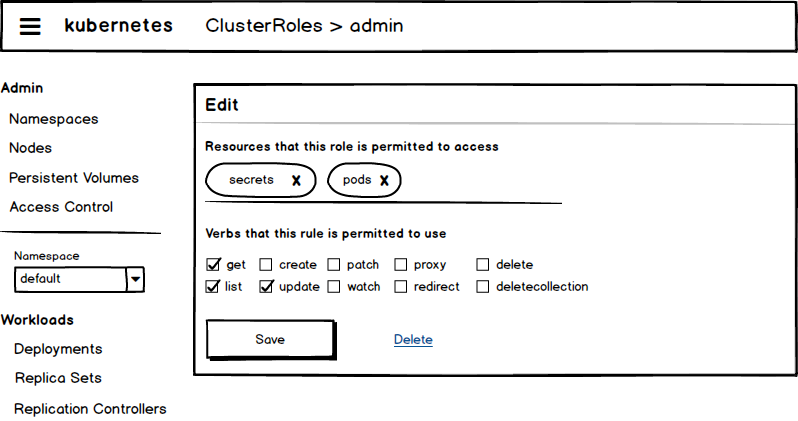 kubernetes ClusterRoles > admin
Admin
Namespaces
Nodes
Persistent Volumes
Access Control
Namespace
default
Workloads
Deployments
Replica Sets
Replication Controllers
Edit
Resources that this role is permitted to access
secrets x pods x
Verbs that this rule is permitted to use
get create patch proxy delete
list update watch redirect deletecollection
Save Delete